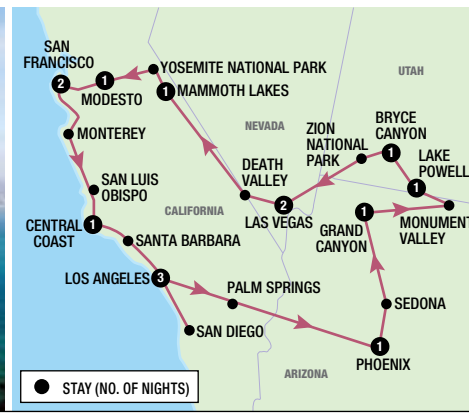 SAN
FRANCISCO
2
1
MODESTO
YOSEMITE NATIONAL PARK
1
MAMMOTH LAKES
UTAH
NEVADA
BRYCE
CANYON
1
ZION
NATIONAL
PARK
LAKE
POWELL
1
MONTEREY
DEATH
VALLEY
SAN LUIS
OBISPO
CALIFORNIA
2
LAS VEGAS
1
GRAND
CANYON
MONUMENT
VALLEY
CENTRAL
COAST
1
SANTA BARBARA
LOS ANGELES
3
PALM SPRINGS
SEDONA
SAN DIEGO
1
PHOENIX
ARIZONA
STAY (NO. OF NIGHTS)